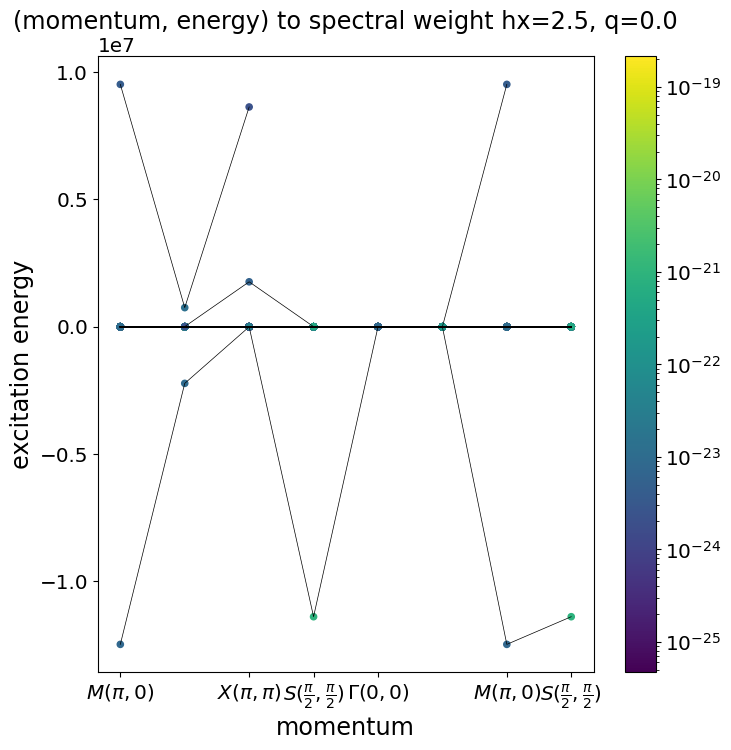 (momentum, energy) to spectral weight hx=2.5, q=0.0
1e7
1.0
0.5
0.0
−0.5
−1.0
excitation energy
M(π, 0) X(π, π) S(π/2, π/2) Γ(0, 0) M(π, 0) S(π/2, π/2)
momentum
10⁻¹⁹
10⁻²⁰
10⁻²¹
10⁻²²
10⁻²³
10⁻²⁴
10⁻²⁵